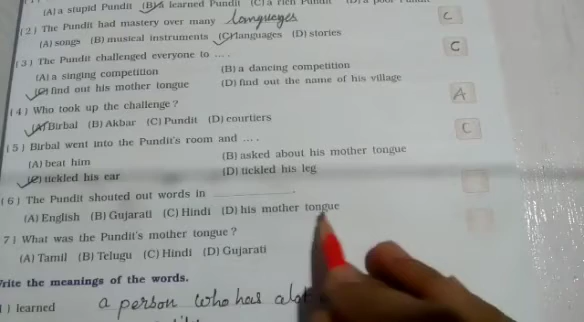 (A) a stupid Pundit (B) a learned Pundit (C) a rich Pundit (D) a
(2) The Pundit had mastery over many languages
(A) songs (B) musical instruments (C) languages (D) stories
C
(3) The Pundit challenged everyone to ... .
C
(A) a singing competition (B) a dancing competition
(C) find out his mother tongue (D) find out the name of his village
(4) Who took up the challenge ?
A
(A) Birbal (B) Akbar (C) Pundit (D) courtiers
(5) Birbal went into the Pundit's room and ... .
C
(A) beat him (B) asked about his mother tongue
(C) tickled his ear (D) tickled his leg
(6) The Pundit shouted out words in ____________.
(A) English (B) Gujarati (C) Hindi (D) his mother tongue
7) What was the Pundit's mother tongue ?
(A) Tamil (B) Telugu (C) Hindi (D) Gujarati
Write the meanings of the words.
) learned a person who has alot